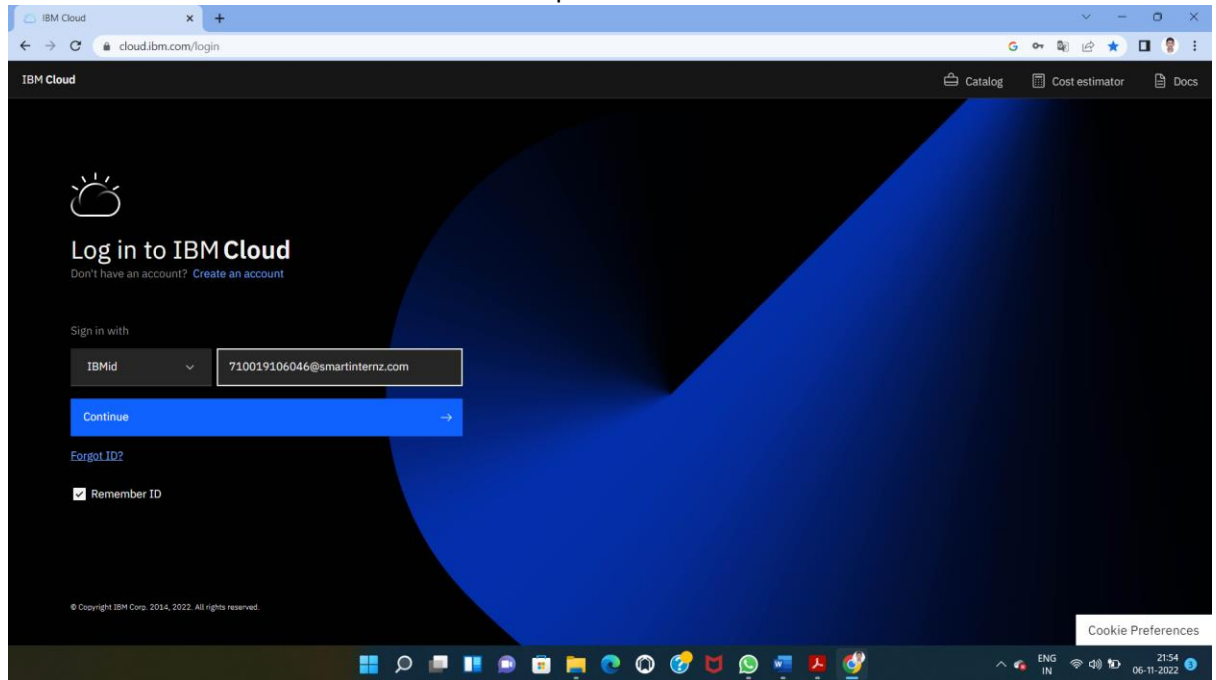 IBM Cloud
cloud.ibm.com/login
IBM Cloud
Catalog
Cost estimator
Docs
Log in to IBM Cloud
Don't have an account? Create an account
Sign in with
IBMid
710019106046@smartinternz.com
Continue
Forgot ID?
Remember ID
© Copyright IBM Corp. 2014, 2022. All rights reserved.
Cookie Preferences
ENG
IN
21:54
06-11-2022
3